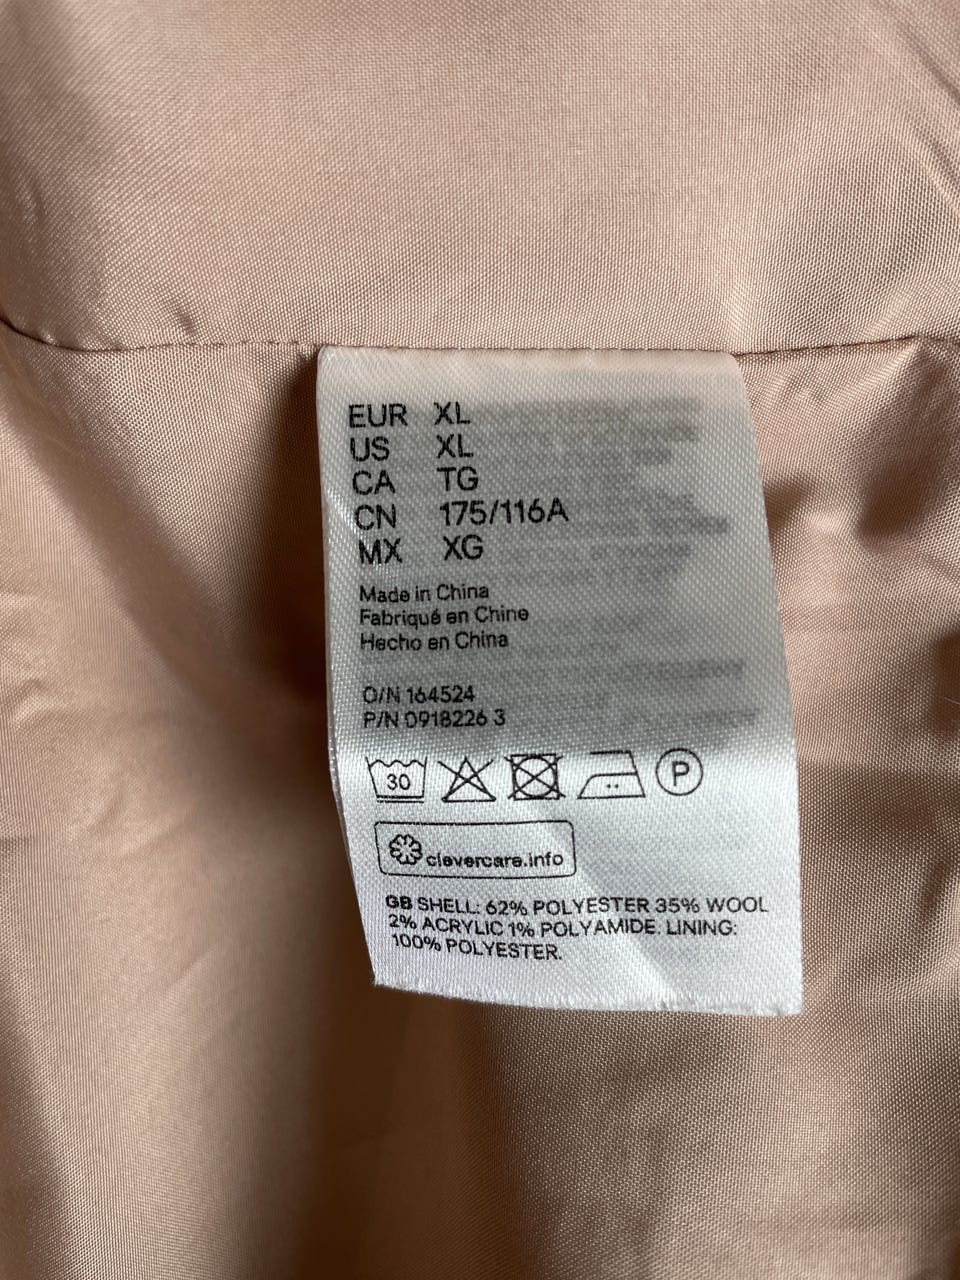 EUR XL
US XL
CA TG
CN 175/116A
MX XG
Made in China
Fabriqué en Chine
Hecho en China
O/N 164524
P/N 0918226 3
30 P
clevercare.info
GB SHELL: 62% POLYESTER 35% WOOL
2% ACRYLIC 1% POLYAMIDE. LINING:
100% POLYESTER.